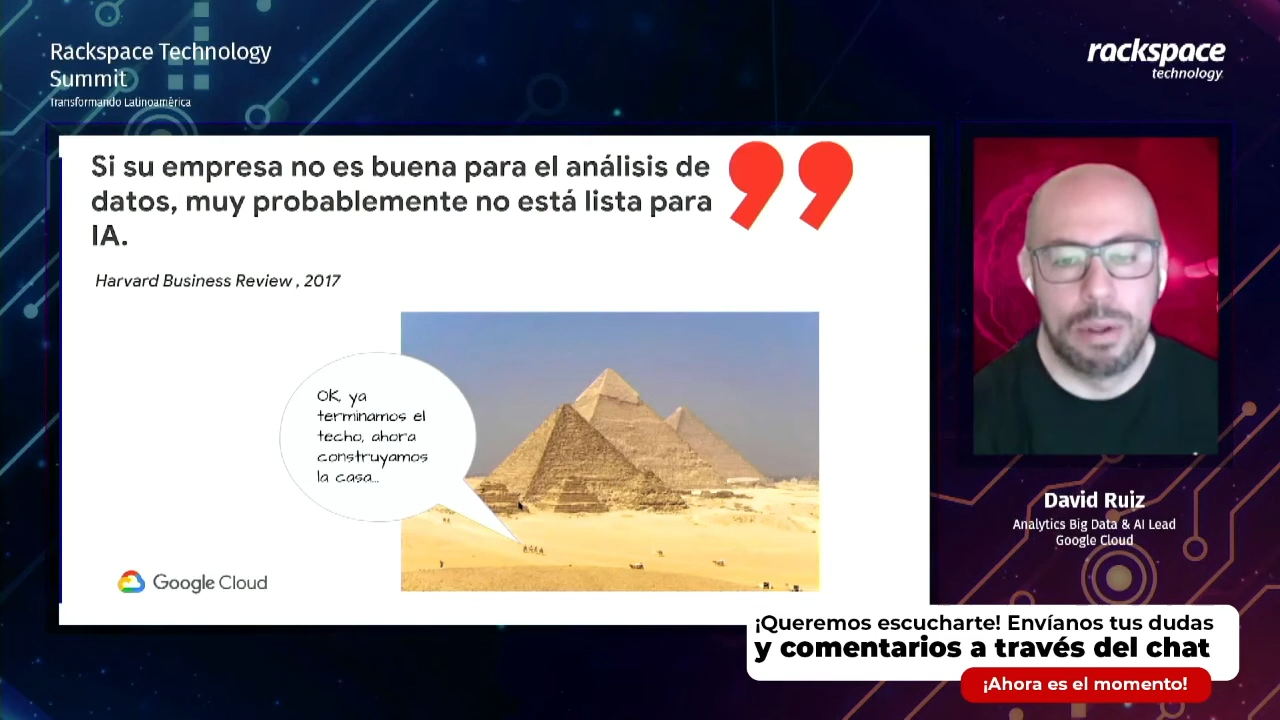 Rackspace Technology
Summit
Transformando Latinoamérica
rackspace
technology
Si su empresa no es buena para el análisis de
datos, muy probablemente no está lista para
IA.
Harvard Business Review , 2017
OK, ya
terminamos el
techo, ahora
construyamos
la casa...
Google Cloud
David Ruiz
Analytics Big Data & AI Lead
Google Cloud
¡Queremos escucharte! Envíanos tus dudas
y comentarios a través del chat
¡Ahora es el momento!